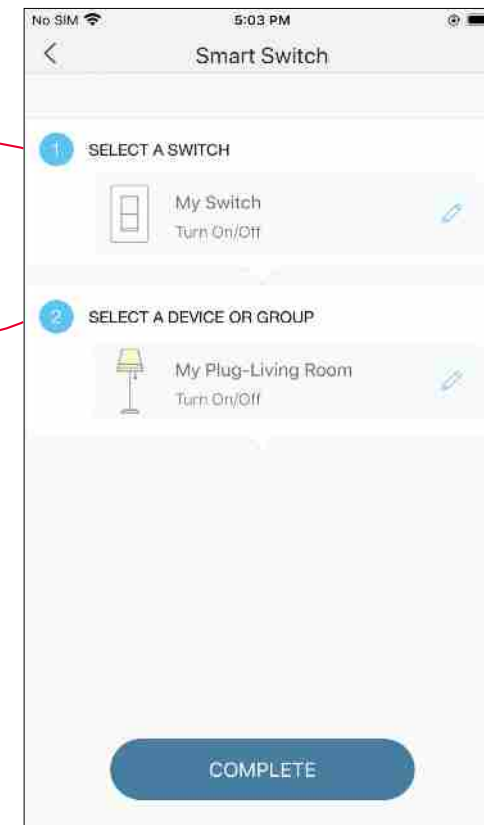 No SIM 5:03 PM
Smart Switch
1 SELECT A SWITCH
My Switch
Turn On/Off
2 SELECT A DEVICE OR GROUP
My Plug-Living Room
Turn On/Off
COMPLETE